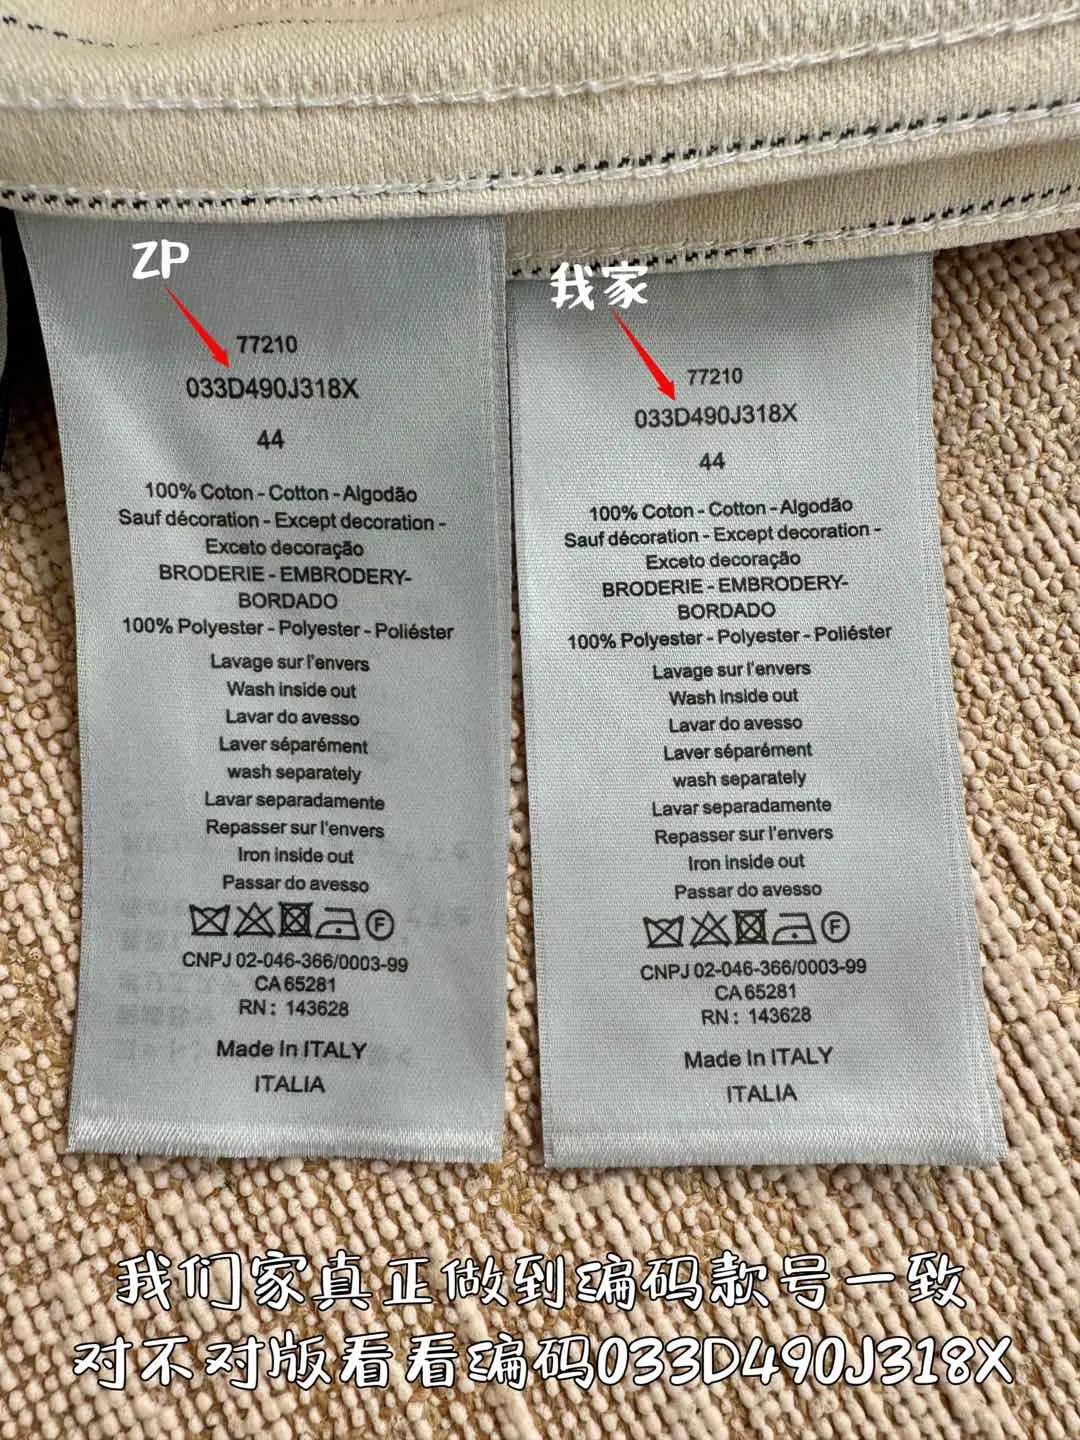 ZP
77210
033D490J318X
44
100% Coton - Cotton - Algodão
Sauf décoration - Except decoration -
Exceto decoração
BRODERIE - EMBRODERY-
BORDADO
100% Polyester - Polyester - Poliéster
Lavage sur l'envers
Wash inside out
Lavar do avesso
Laver séparément
wash separately
Lavar separadamente
Repasser sur l'envers
Iron inside out
Passar do avesso
F
CNPJ 02-046-366/0003-99
CA 65281
RN : 143628
Made In ITALY
ITALIA
我家
77210
033D490J318X
44
100% Coton - Cotton - Algodão
Sauf décoration - Except decoration -
Exceto decoração
BRODERIE - EMBRODERY-
BORDADO
100% Polyester - Polyester - Poliéster
Lavage sur l'envers
Wash inside out
Lavar do avesso
Laver séparément
wash separately
Lavar separadamente
Repasser sur l'envers
Iron inside out
Passar do avesso
F
CNPJ 02-046-366/0003-99
CA 65281
RN : 143628
Made In ITALY
ITALIA
我们家真正做到编码款号一致
对不对版看看编码033D490J318X